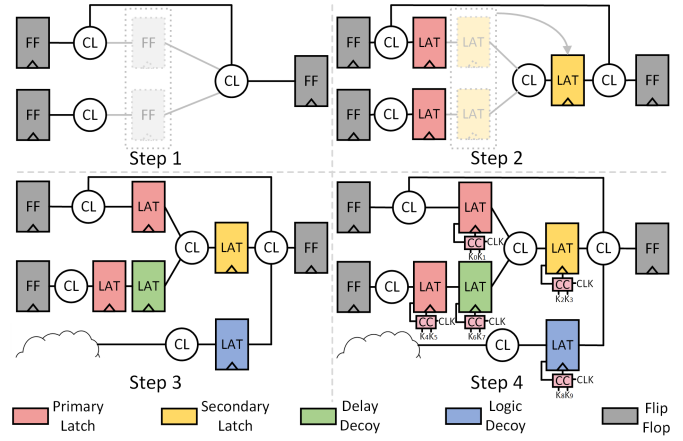 FF
CL
FF
CL
FF
FF
CL
FF
Step 1
FF
CL
LAT
LAT
CL
LAT
CL
FF
FF
CL
LAT
LAT
Step 2
FF
CL
LAT
CL
LAT
CL
FF
FF
CL
LAT
LAT
CL
LAT
Step 3
FF
CL
LAT
CC CLK
K₀K₁
CL
LAT
CC CLK
K₂K₃
CL
FF
FF
CL
LAT
CC CLK
K₄K₅
LAT
CC CLK
K₆K₇
CL
LAT
CC CLK
K₈K₉
Step 4
Primary
Latch
Secondary
Latch
Delay
Decoy
Logic
Decoy
Flip
Flop